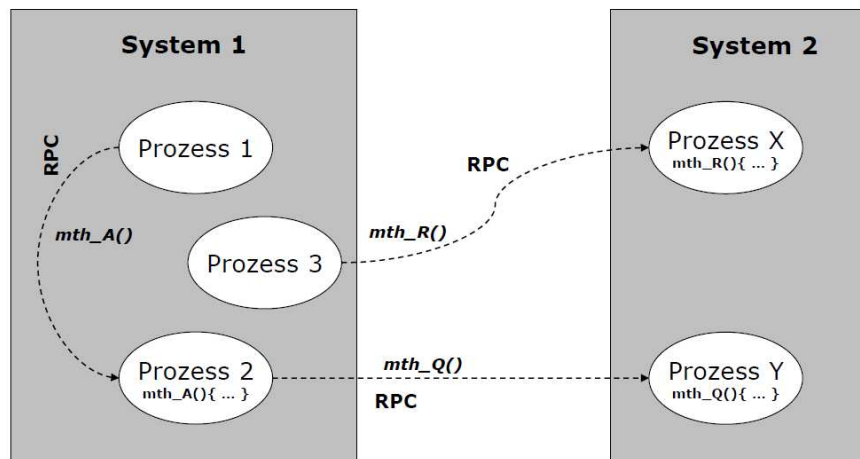 System 1
System 2
RPC
Prozess 1
Prozess X
mth_R(){ ... }
RPC
mth_A()
mth_R()
Prozess 3
Prozess 2
mth_A(){ ... }
mth_Q()
RPC
Prozess Y
mth_Q(){ ... }